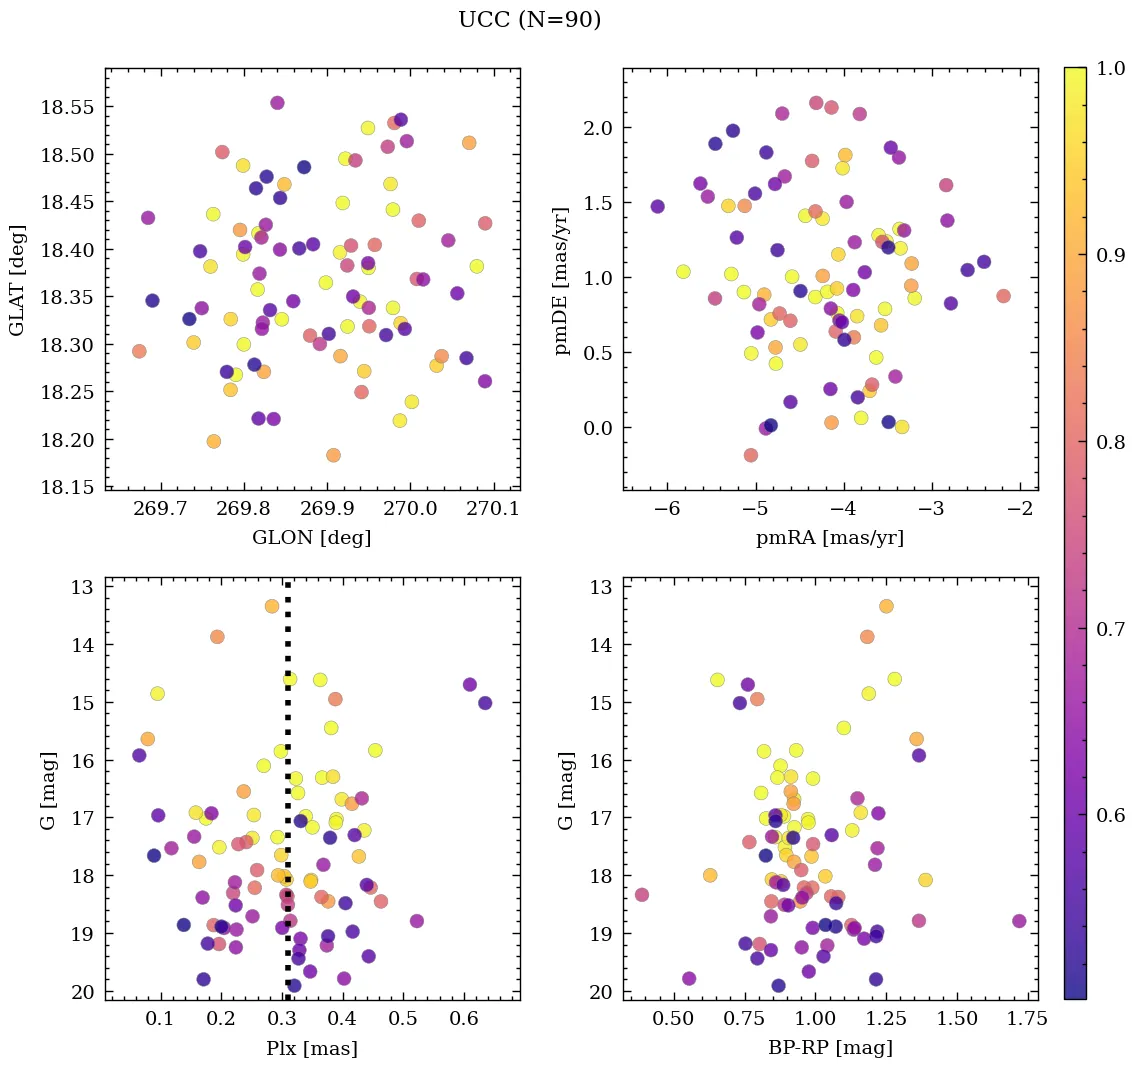 UCC (N=90)
18.55
18.50
18.45
18.40
18.35
18.30
18.25
18.20
18.15
GLAT [deg]
269.7 269.8 269.9 270.0 270.1
GLON [deg]
2.0
1.5
1.0
0.5
0.0
pmDE [mas/yr]
−6 −5 −4 −3 −2
pmRA [mas/yr]
1.0
0.9
0.8
0.7
0.6
13
14
15
16
17
18
19
20
G [mag]
0.1 0.2 0.3 0.4 0.5 0.6
Plx [mas]
13
14
15
16
17
18
19
20
G [mag]
0.50 0.75 1.00 1.25 1.50 1.75
BP-RP [mag]